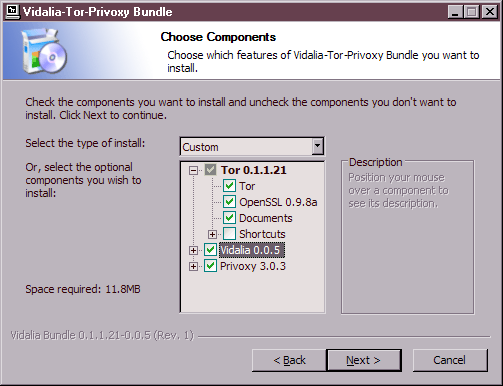 Vidalia-Tor-Privoxy Bundle
Choose Components
Choose which features of Vidalia-Tor-Privoxy Bundle you want to
install.
Check the components you want to install and uncheck the components you don't want to
install. Click Next to continue.
Select the type of install:
Custom
Or, select the optional
components you wish to
install:
Tor 0.1.1.21
Tor
OpenSSL 0.9.8a
Documents
Shortcuts
Vidalia 0.0.5
Privoxy 3.0.3
Description
Position your mouse
over a component to
see its description.
Space required: 11.8MB
Vidalia Bundle 0.1.1.21-0.0.5 (Rev. 1)
< Back
Next >
Cancel